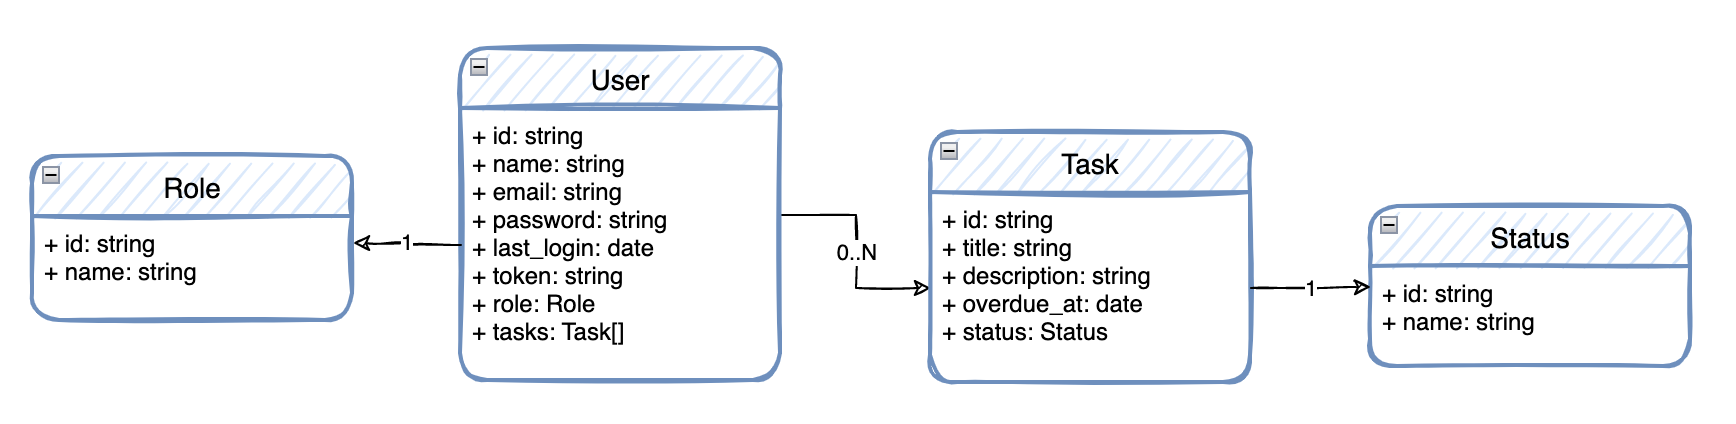 Role
+ id: string
+ name: string
1
User
+ id: string
+ name: string
+ email: string
+ password: string
+ last_login: date
+ token: string
+ role: Role
+ tasks: Task[]
0..N
Task
+ id: string
+ title: string
+ description: string
+ overdue_at: date
+ status: Status
1
Status
+ id: string
+ name: string